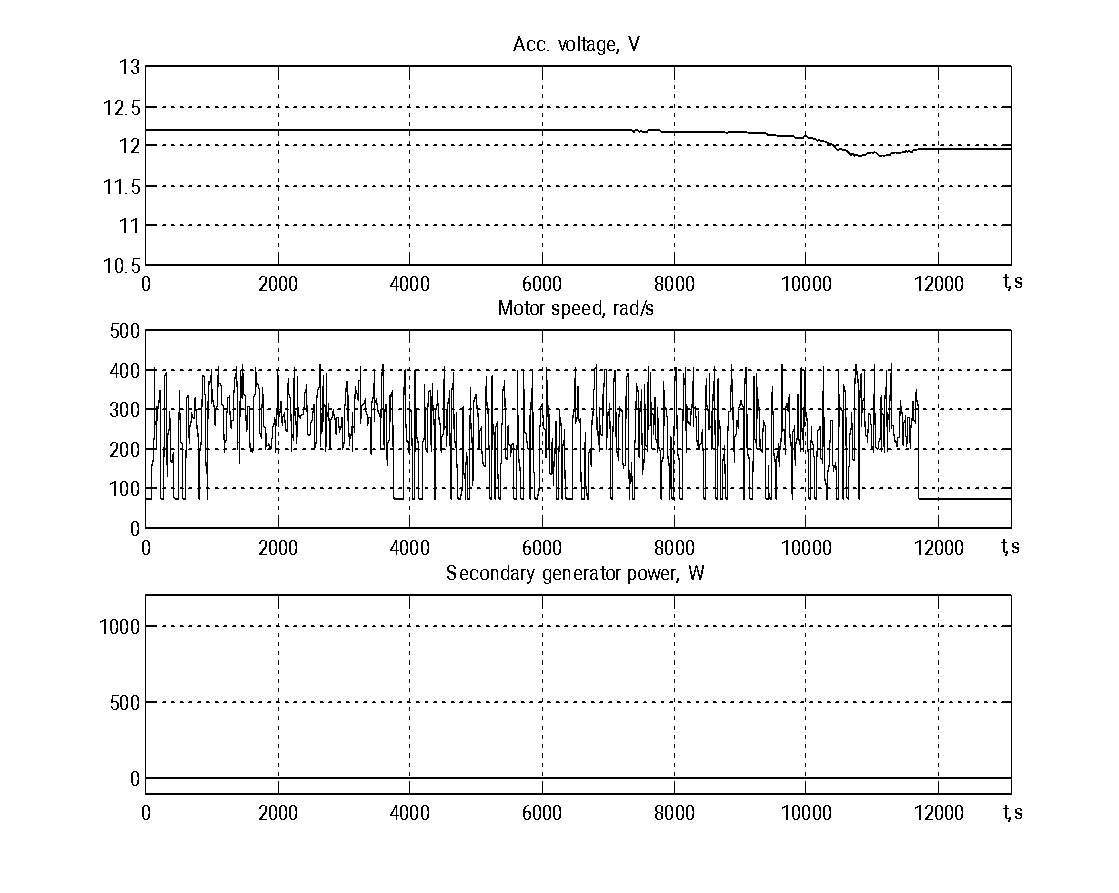 Acc. voltage, V
13
12.5
12
11.5
11
10.5
0 2000 4000 6000 8000 10000 12000 t,s
Motor speed, rad/s
500
400
300
200
100
0
0 2000 4000 6000 8000 10000 12000 t,s
Secondary generator power, W
1000
500
0
0 2000 4000 6000 8000 10000 12000 t,s